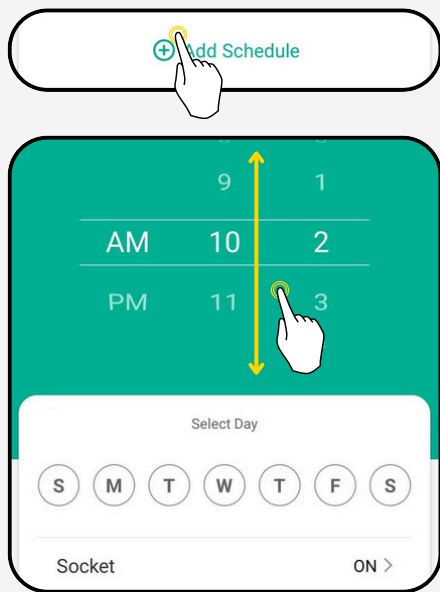 Add Schedule
9 1
AM 10 2
PM 11 3
Select Day
S M T W T F S
Socket ON >